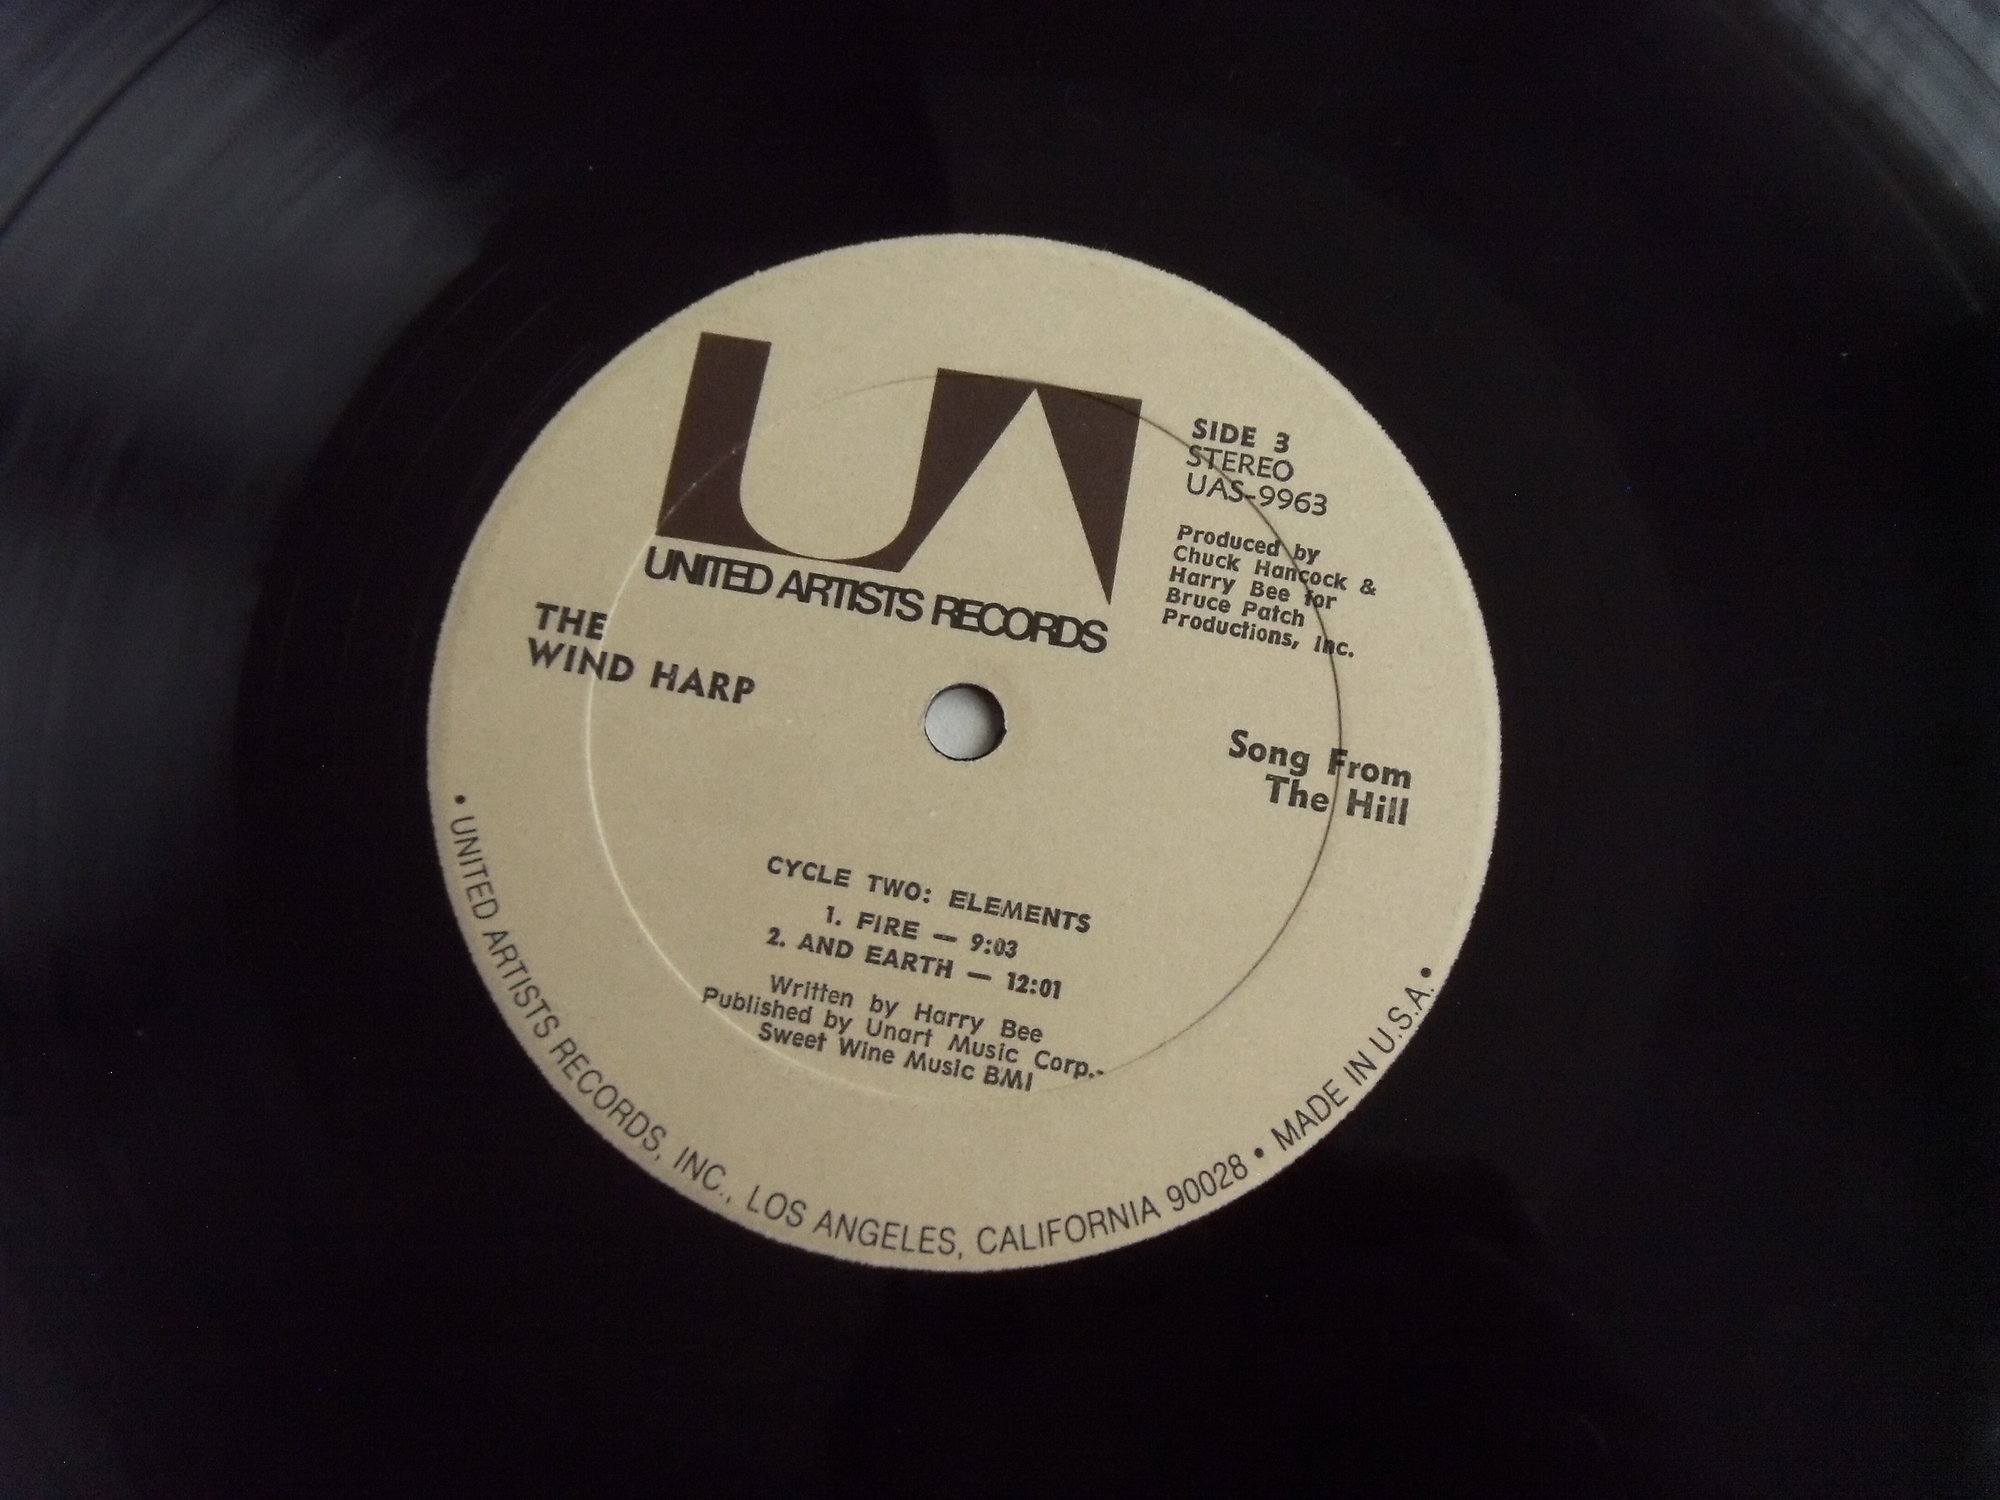 UA
UNITED ARTISTS RECORDS
SIDE 3
STEREO
UAS-9963
Produced by
Chuck Hancock &
Harry Bee for
Bruce Patch
Productions, Inc.
THE
WIND HARP
Song From
The Hill
CYCLE TWO: ELEMENTS
1. FIRE — 9:03
2. AND EARTH — 12:01
Written by Harry Bee
Published by Unart Music Corp.-
Sweet Wine Music BMI
• UNITED ARTISTS RECORDS, INC., LOS ANGELES, CALIFORNIA 90028 • MADE IN U.S.A. •